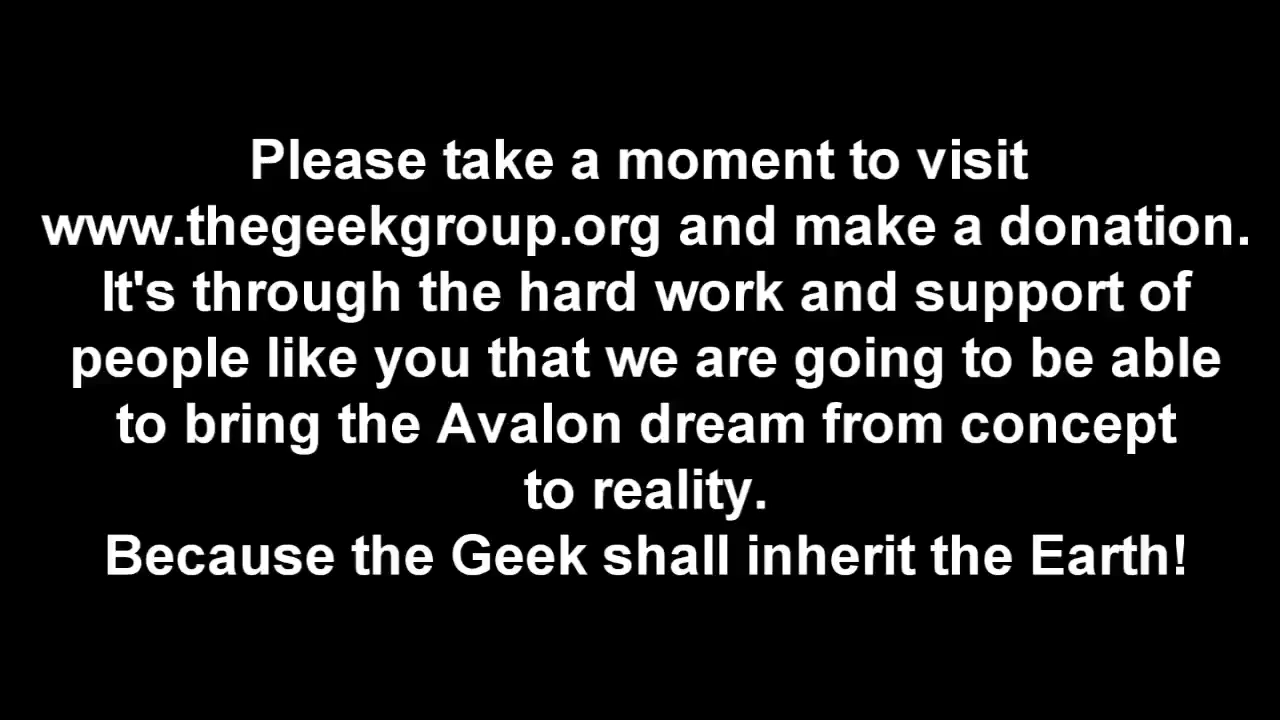 Please take a moment to visit
www.thegeekgroup.org and make a donation.
It's through the hard work and support of
people like you that we are going to be able
to bring the Avalon dream from concept
to reality.
Because the Geek shall inherit the Earth!